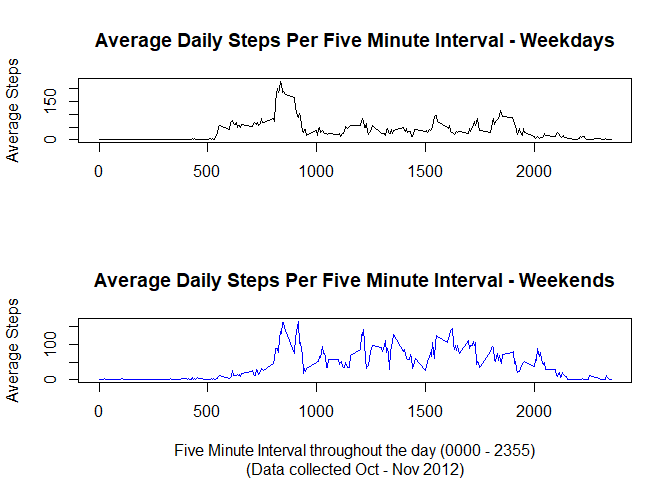 Average Daily Steps Per Five Minute Interval - Weekdays
Average Steps
0 150
0 500 1000 1500 2000
Average Daily Steps Per Five Minute Interval - Weekends
Average Steps
0 100
0 500 1000 1500 2000
Five Minute Interval throughout the day (0000 - 2355)
(Data collected Oct - Nov 2012)